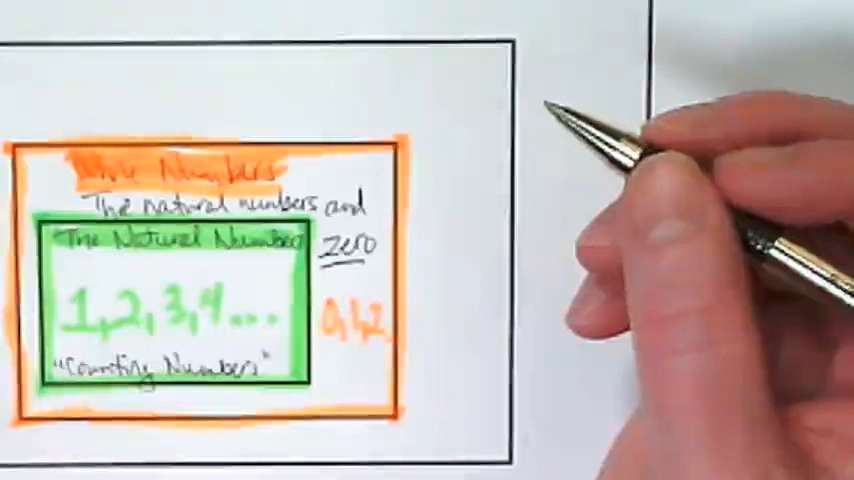 Whole Numbers
The natural numbers and
zero
The Natural Numbers
1,2,3,4...
0,1,2,
"Counting Numbers"